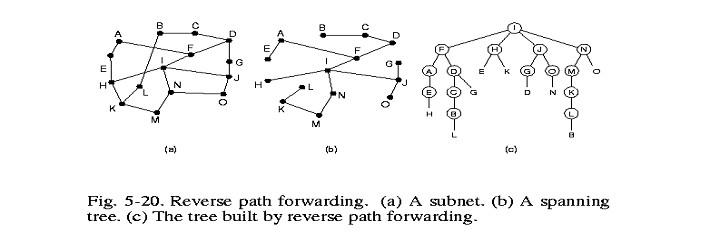 A B C D
F
E I G
H N J
L
K O
M
(a)
A B C D
E F
I G
H J
L N
K O
M
(b)
I
F H J N
A D E K G O M O
E C G D N K
H B L
L B
(c)
Fig. 5-20. Reverse path forwarding. (a) A subnet. (b) A spanning
tree. (c) The tree built by reverse path forwarding.